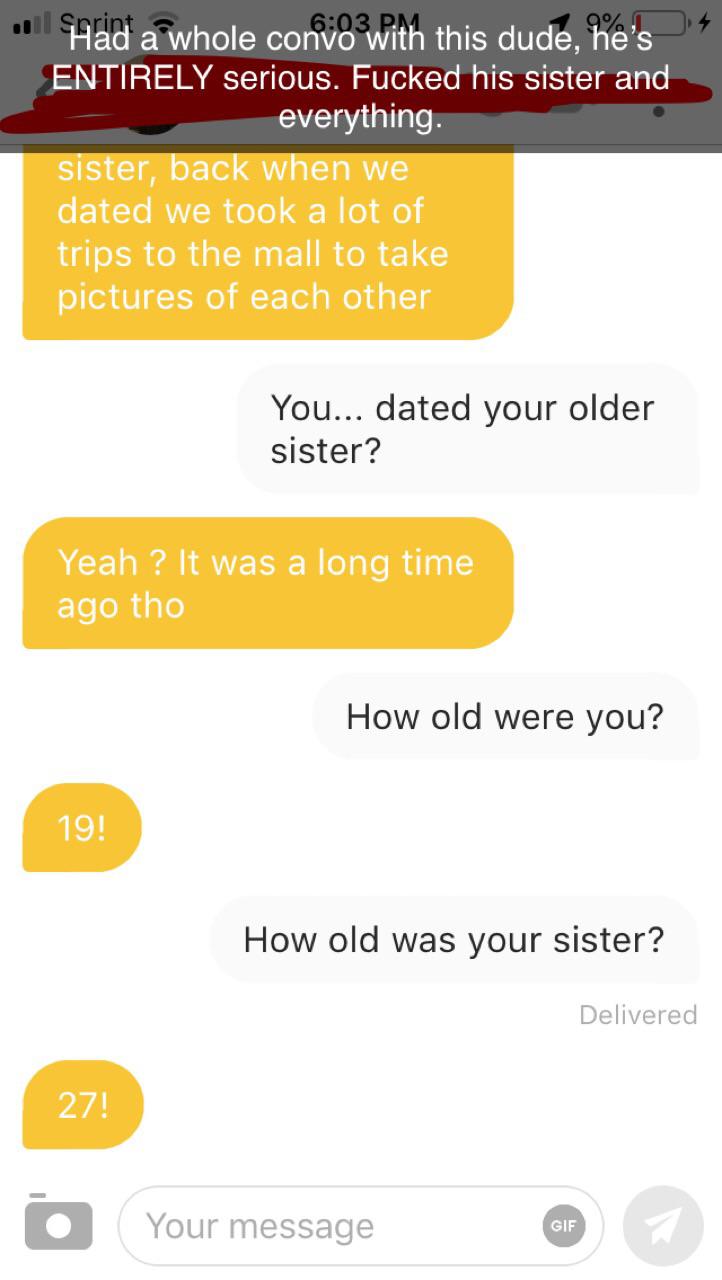 Sprint 6:03 PM 9%
Had a whole convo with this dude, he's
ENTIRELY serious. Fucked his sister and
everything.
sister, back when we
dated we took a lot of
trips to the mall to take
pictures of each other
You... dated your older
sister?
Yeah ? It was a long time
ago tho
How old were you?
19!
How old was your sister?
Delivered
27!
Your message
GIF